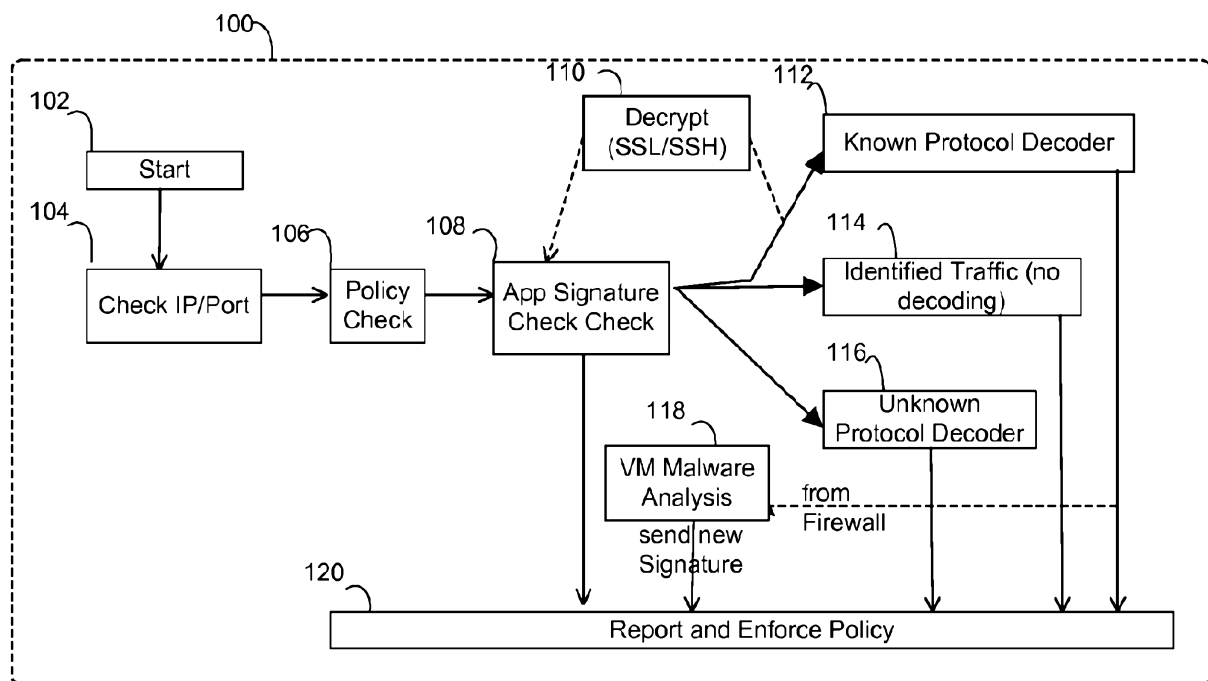 100
110
112
102
Decrypt
(SSL/SSH)
Known Protocol Decoder
Start
104
106
108
114
Check IP/Port
Policy
Check
App Signature
Check Check
Identified Traffic (no
decoding)
116
Unknown
Protocol Decoder
118
VM Malware
Analysis
from
Firewall
send new
Signature
120
Report and Enforce Policy